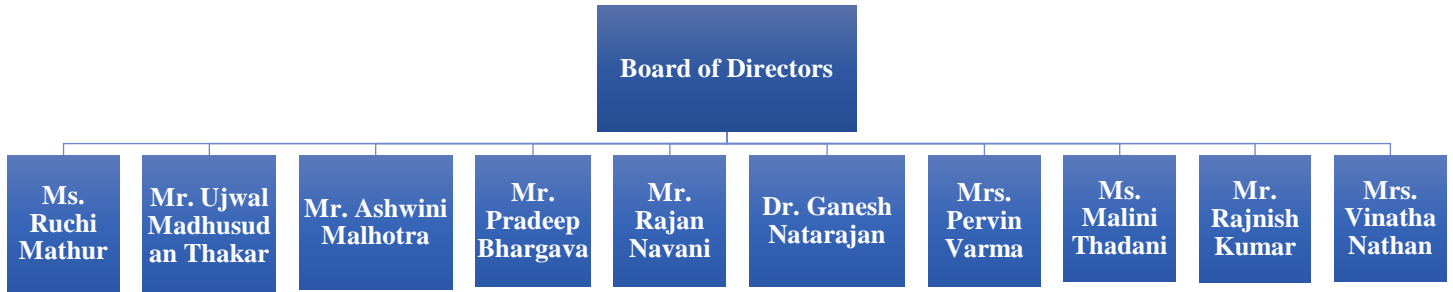 Board of Directors
Ms.
Ruchi
Mathur
Mr. Ujwal
Madhusud
an Thakar
Mr. Ashwini
Malhotra
Mr.
Pradeep
Bhargava
Mr.
Rajan
Navani
Dr. Ganesh
Natarajan
Mrs.
Pervin
Varma
Ms.
Malini
Thadani
Mr.
Rajnish
Kumar
Mrs.
Vinatha
Nathan